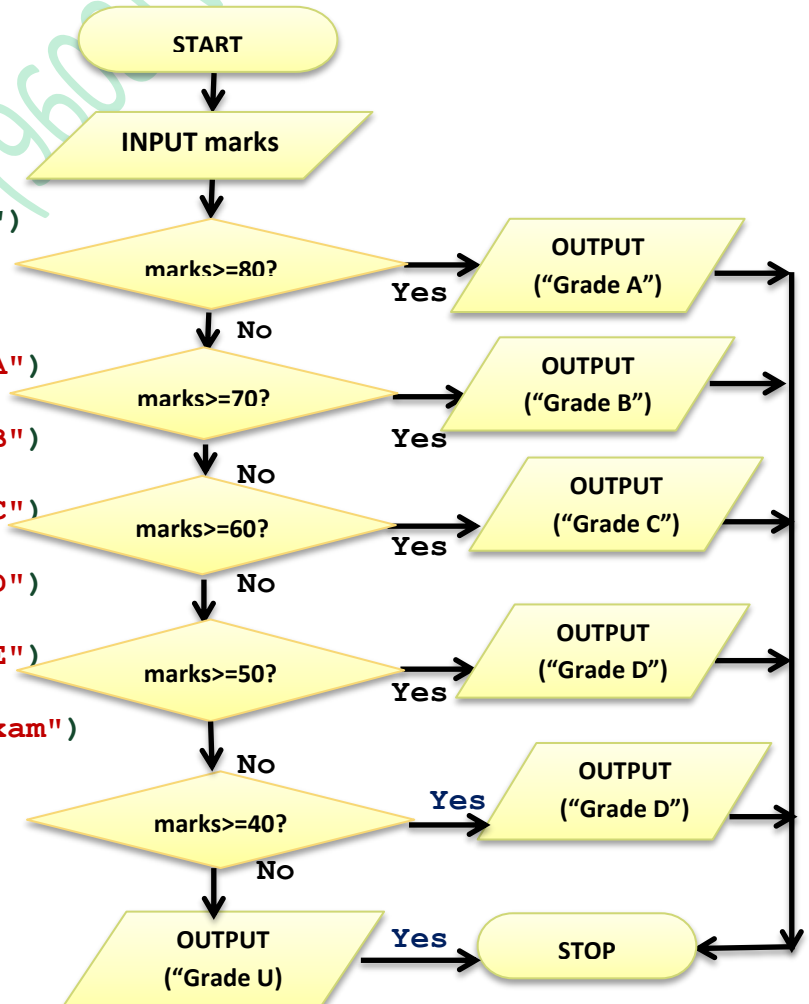 START
INPUT marks
")
marks>=80?
Yes
OUTPUT
(“Grade A”)
No
A")
marks>=70?
Yes
OUTPUT
(“Grade B”)
B")
No
C")
marks>=60?
Yes
OUTPUT
(“Grade C”)
No
D")
E")
marks>=50?
Yes
OUTPUT
(“Grade D”)
xam")
No
marks>=40?
Yes
OUTPUT
(“Grade D”)
No
OUTPUT
(“Grade U)
Yes
STOP